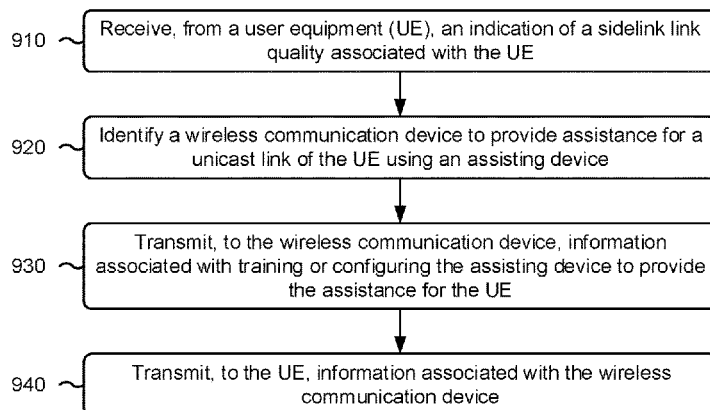 910
Receive, from a user equipment (UE), an indication of a sidelink link
quality associated with the UE
920
Identify a wireless communication device to provide assistance for a
unicast link of the UE using an assisting device
930
Transmit, to the wireless communication device, information
associated with training or configuring the assisting device to provide
the assistance for the UE
940
Transmit, to the UE, information associated with the wireless
communication device